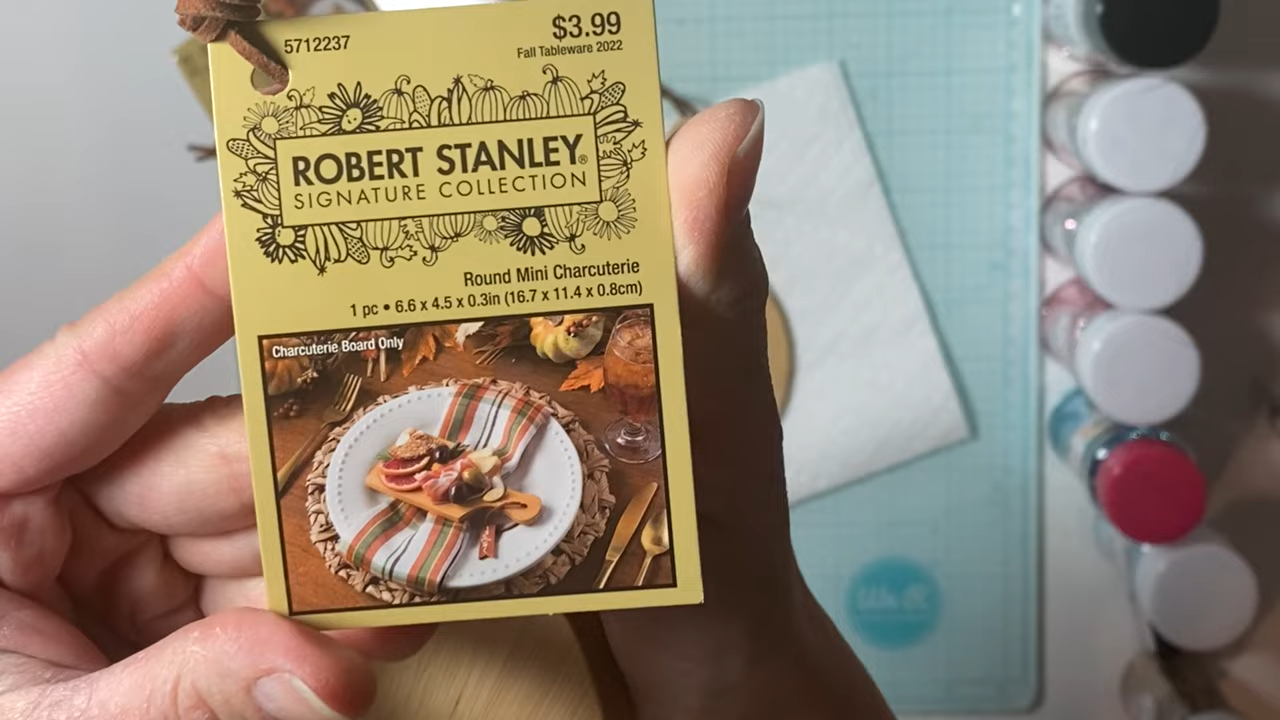 5712237
$3.99
Fall Tableware 2022
ROBERT STANLEY®
SIGNATURE COLLECTION
Round Mini Charcuterie
1 pc • 6.6 x 4.5 x 0.3in (16.7 x 11.4 x 0.8cm)
Charcuterie Board Only